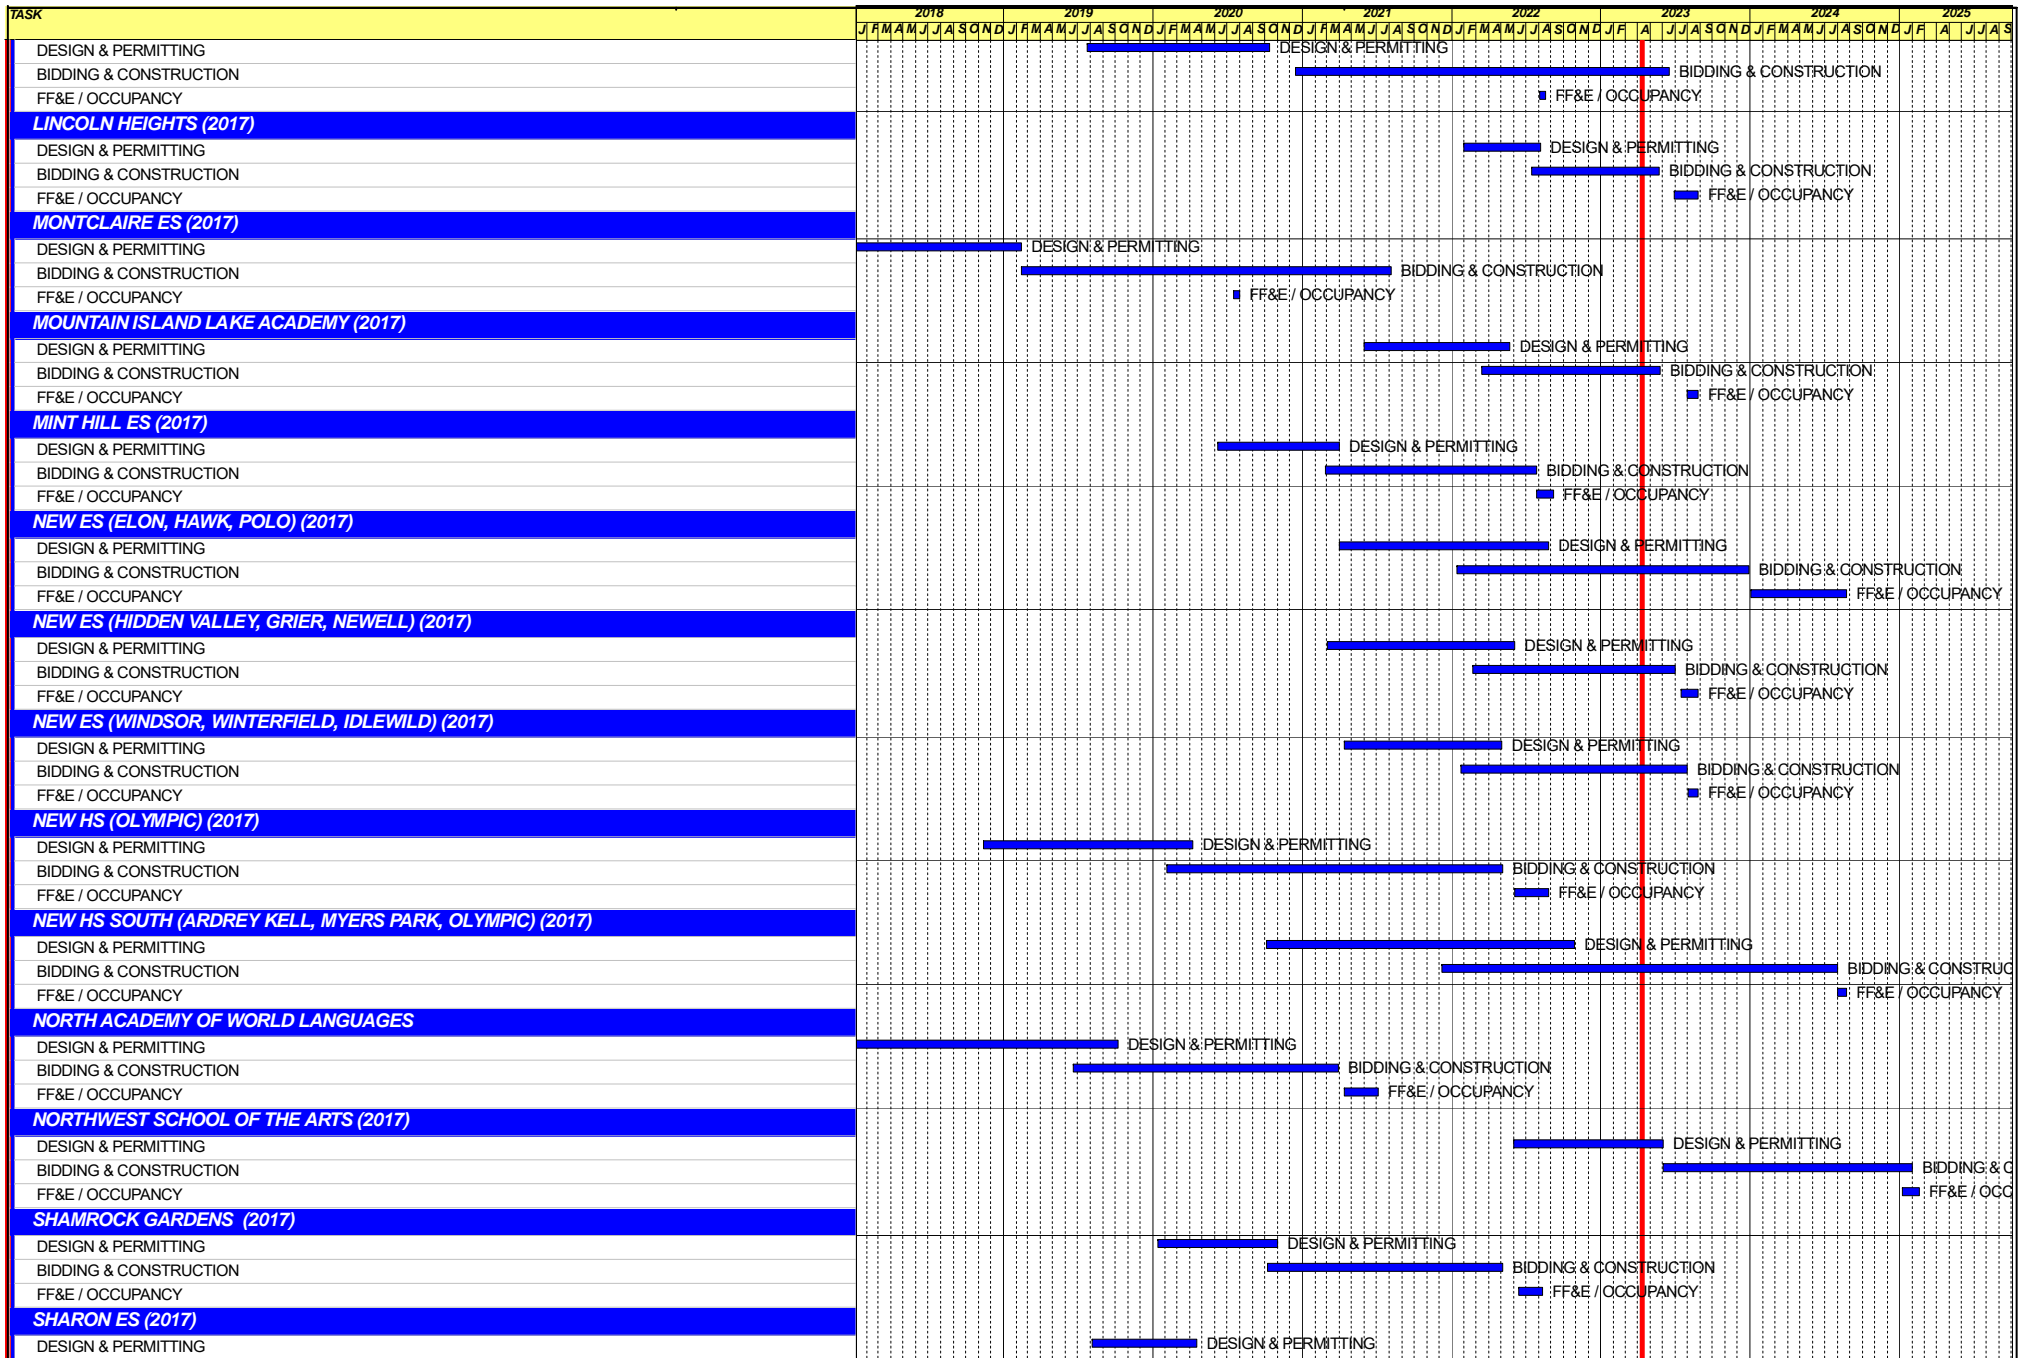 TASK 2018 2019 2020 2021 2022 2023 2024 2025
J F M A M J J A S O N D J F M A M J J A S O N D J F M A M J J A S O N D J F M A M J J A S O N D J F M A M J J A S O N D J F A J J A S O N D J F M A M J J A S O N D J F A J J A S
DESIGN & PERMITTING DESIGN & PERMITTING
BIDDING & CONSTRUCTION BIDDING & CONSTRUCTION
FF&E / OCCUPANCY FF&E / OCCUPANCY
LINCOLN HEIGHTS (2017)
DESIGN & PERMITTING DESIGN & PERMITTING
BIDDING & CONSTRUCTION BIDDING & CONSTRUCTION
FF&E / OCCUPANCY FF&E / OCCUPANCY
MONTCLAIRE ES (2017)
DESIGN & PERMITTING DESIGN & PERMITTING
BIDDING & CONSTRUCTION BIDDING & CONSTRUCTION
FF&E / OCCUPANCY FF&E / OCCUPANCY
MOUNTAIN ISLAND LAKE ACADEMY (2017)
DESIGN & PERMITTING DESIGN & PERMITTING
BIDDING & CONSTRUCTION BIDDING & CONSTRUCTION
FF&E / OCCUPANCY FF&E / OCCUPANCY
MINT HILL ES (2017)
DESIGN & PERMITTING DESIGN & PERMITTING
BIDDING & CONSTRUCTION BIDDING & CONSTRUCTION
FF&E / OCCUPANCY FF&E / OCCUPANCY
NEW ES (ELON, HAWK, POLO) (2017)
DESIGN & PERMITTING DESIGN & PERMITTING
BIDDING & CONSTRUCTION BIDDING & CONSTRUCTION
FF&E / OCCUPANCY FF&E / OCCUPANCY
NEW ES (HIDDEN VALLEY, GRIER, NEWELL) (2017)
DESIGN & PERMITTING DESIGN & PERMITTING
BIDDING & CONSTRUCTION BIDDING & CONSTRUCTION
FF&E / OCCUPANCY FF&E / OCCUPANCY
NEW ES (WINDSOR, WINTERFIELD, IDLEWILD) (2017)
DESIGN & PERMITTING DESIGN & PERMITTING
BIDDING & CONSTRUCTION BIDDING & CONSTRUCTION
FF&E / OCCUPANCY FF&E / OCCUPANCY
NEW HS (OLYMPIC) (2017)
DESIGN & PERMITTING DESIGN & PERMITTING
BIDDING & CONSTRUCTION BIDDING & CONSTRUCTION
FF&E / OCCUPANCY FF&E / OCCUPANCY
NEW HS SOUTH (ARDREY KELL, MYERS PARK, OLYMPIC) (2017)
DESIGN & PERMITTING DESIGN & PERMITTING
BIDDING & CONSTRUCTION BIDDING & CONSTRUC
FF&E / OCCUPANCY FF&E / OCCUPANCY
NORTH ACADEMY OF WORLD LANGUAGES
DESIGN & PERMITTING DESIGN & PERMITTING
BIDDING & CONSTRUCTION BIDDING & CONSTRUCTION
FF&E / OCCUPANCY FF&E / OCCUPANCY
NORTHWEST SCHOOL OF THE ARTS (2017)
DESIGN & PERMITTING DESIGN & PERMITTING
BIDDING & CONSTRUCTION BIDDING & C
FF&E / OCCUPANCY FF&E / OCC
SHAMROCK GARDENS (2017)
DESIGN & PERMITTING DESIGN & PERMITTING
BIDDING & CONSTRUCTION BIDDING & CONSTRUCTION
FF&E / OCCUPANCY FF&E / OCCUPANCY
SHARON ES (2017)
DESIGN & PERMITTING DESIGN & PERMITTING